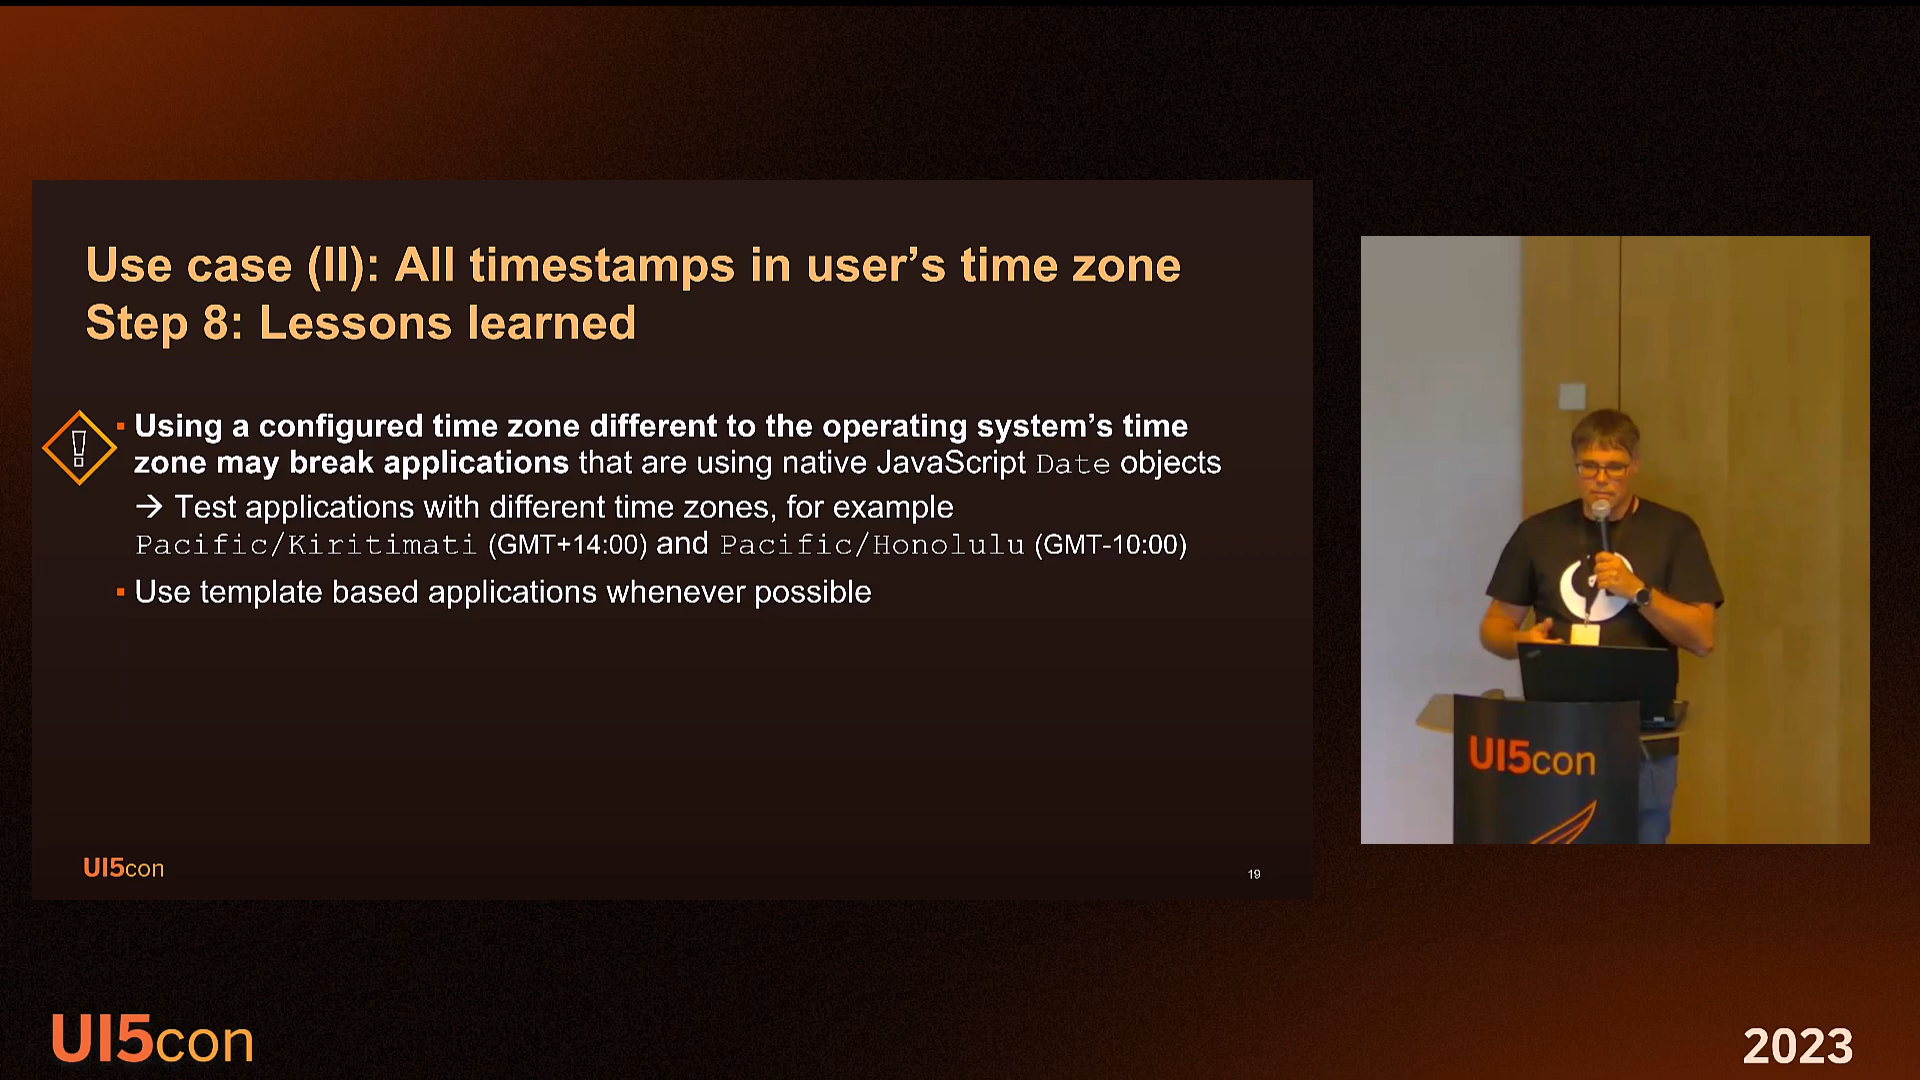 Use case (II): All timestamps in user’s time zone
Step 8: Lessons learned
▪ Using a configured time zone different to the operating system’s time
zone may break applications that are using native JavaScript Date objects
→ Test applications with different time zones, for example
Pacific/Kiritimati (GMT+14:00) and Pacific/Honolulu (GMT-10:00)
▪ Use template based applications whenever possible
UI5con
19
UI5con
UI5con
2023